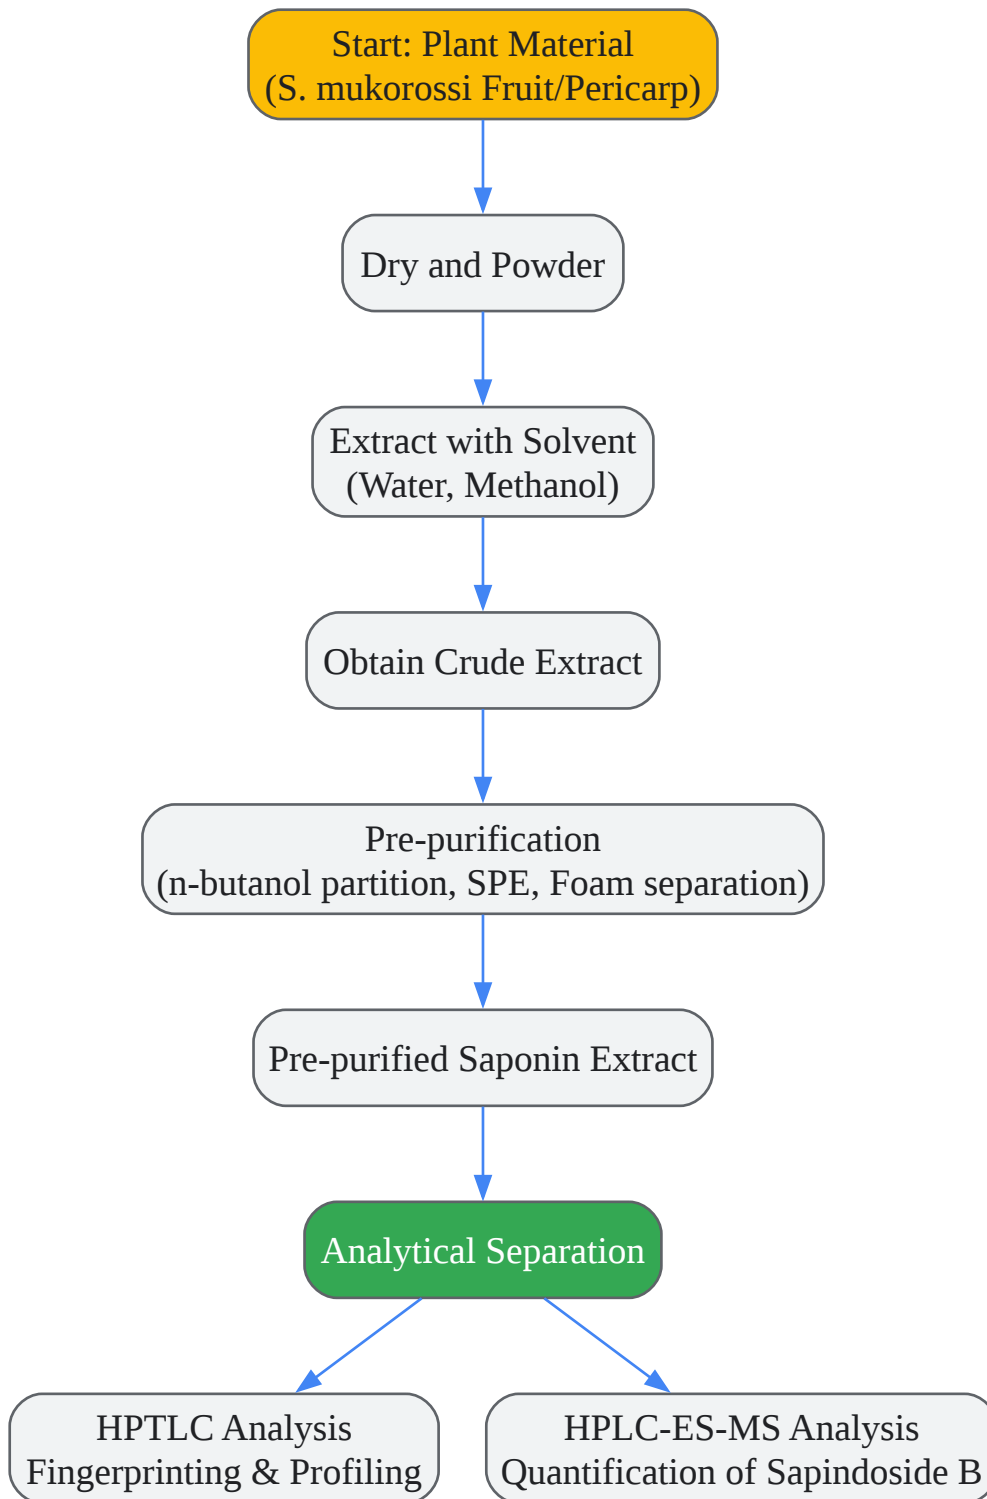 Start: Plant Material
(S. mukorossi Fruit/Pericarp)
Dry and Powder
Extract with Solvent
(Water, Methanol)
Obtain Crude Extract
Pre-purification
(n-butanol partition, SPE, Foam separation)
Pre-purified Saponin Extract
Analytical Separation
HPTLC Analysis
Fingerprinting & Profiling
HPLC-ES-MS Analysis
Quantification of Sapindoside B